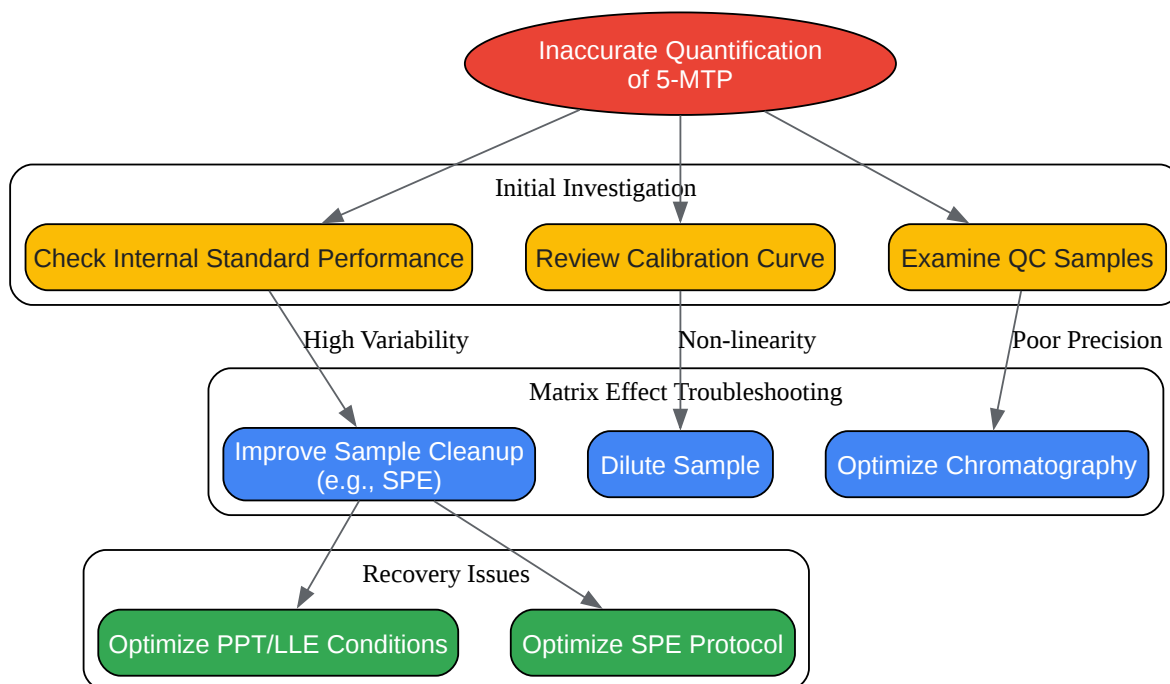 Inaccurate Quantification
of 5-MTP
Initial Investigation
Check Internal Standard Performance
Review Calibration Curve
Examine QC Samples
High Variability
Non-linearity
Poor Precision
Matrix Effect Troubleshooting
Improve Sample Cleanup
(e.g., SPE)
Dilute Sample
Optimize Chromatography
Recovery Issues
Optimize PPT/LLE Conditions
Optimize SPE Protocol